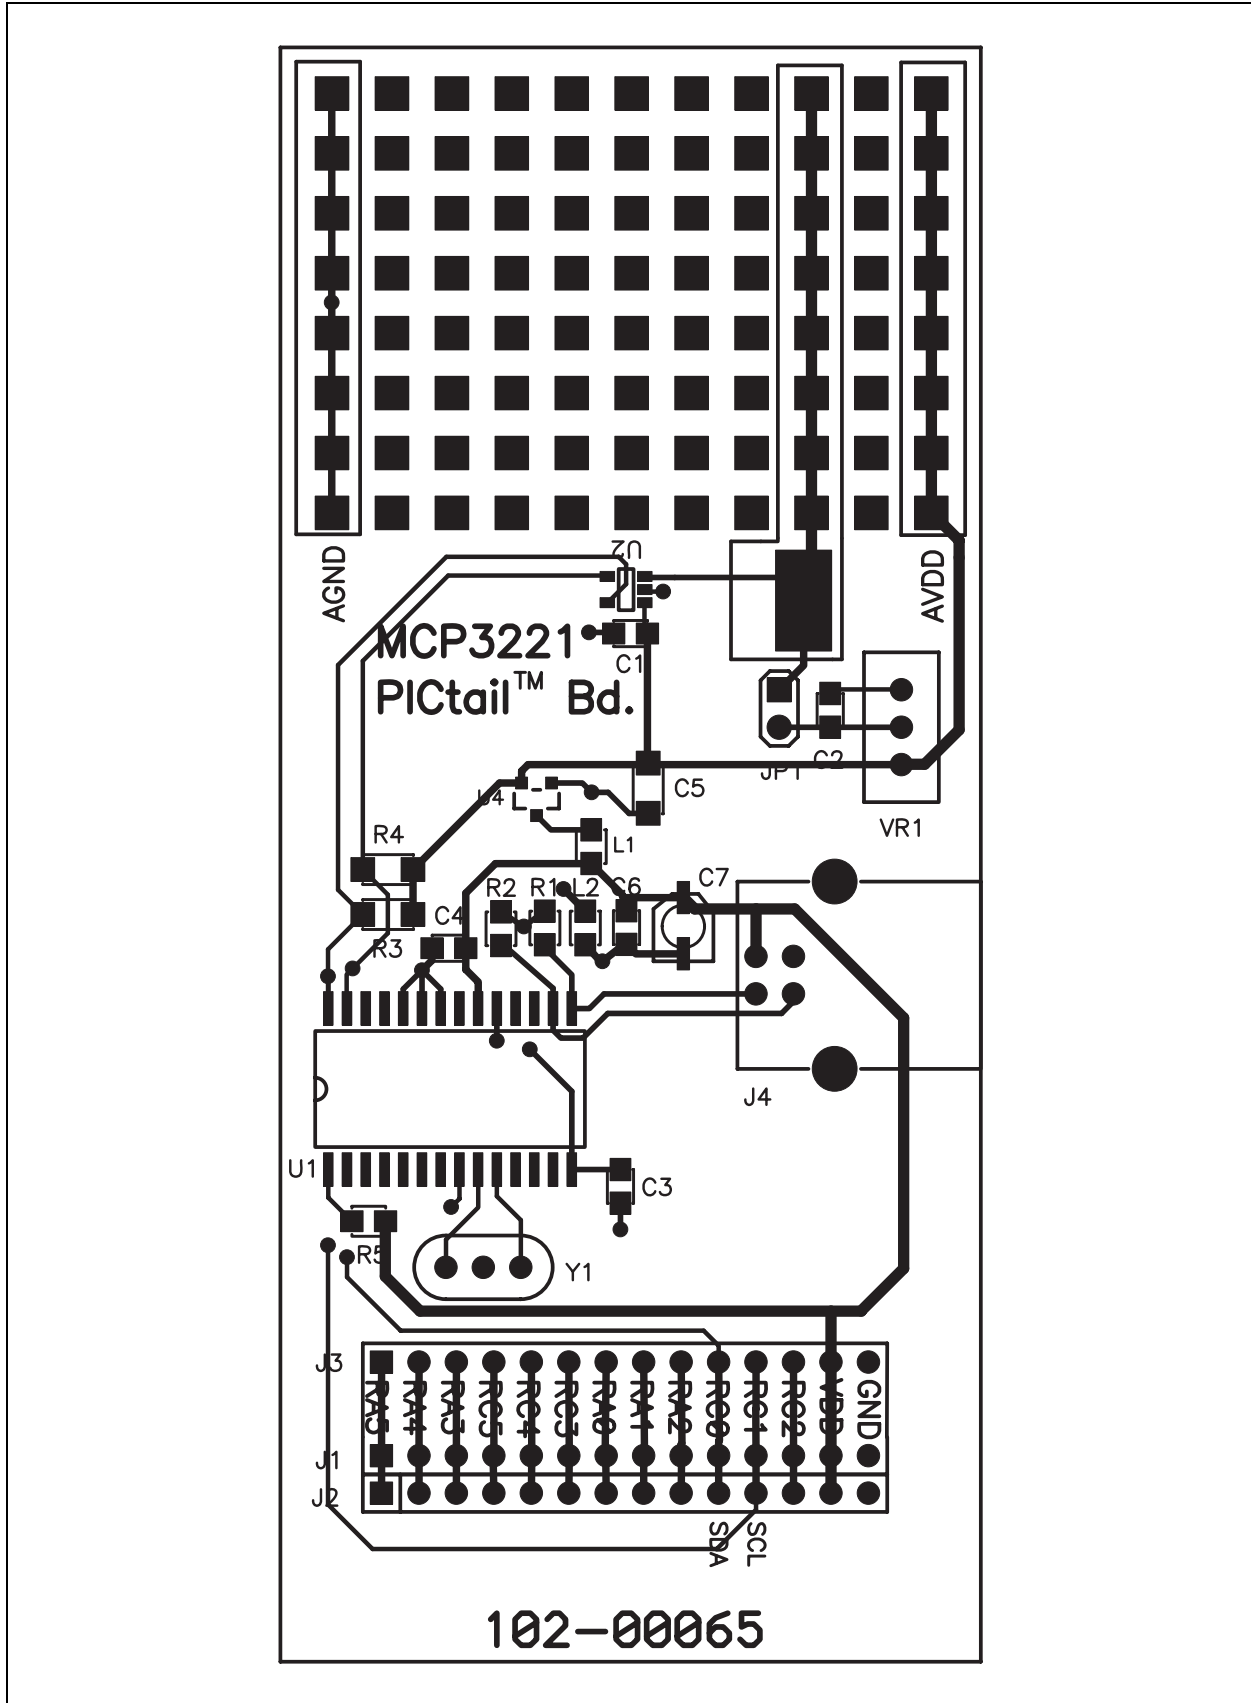 U2
AGND
AVDD
MCP3221
C1
PICtail™ Bd.
C2
JP1
C5
U4
VR1
R4
L1
C7
R2
R1
L2
C6
C4
R3
J4
U1
C3
R5
Y1
J3
RA5
RA4
RA3
RC5
RC4
RC3
RA0
RA1
RA2
RC0
RC1
RC2
VDD
GND
J1
J2
SDA
SCL
102-00065